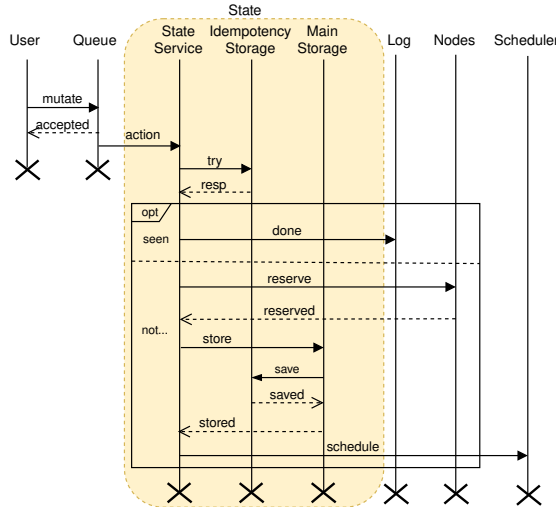 State
User
Queue
State
Service
Idempotency
Storage
Main
Storage
Log
Nodes
Scheduler
mutate
accepted
action
try
resp
opt
seen
done
reserve
reserved
not...
store
save
saved
stored
schedule